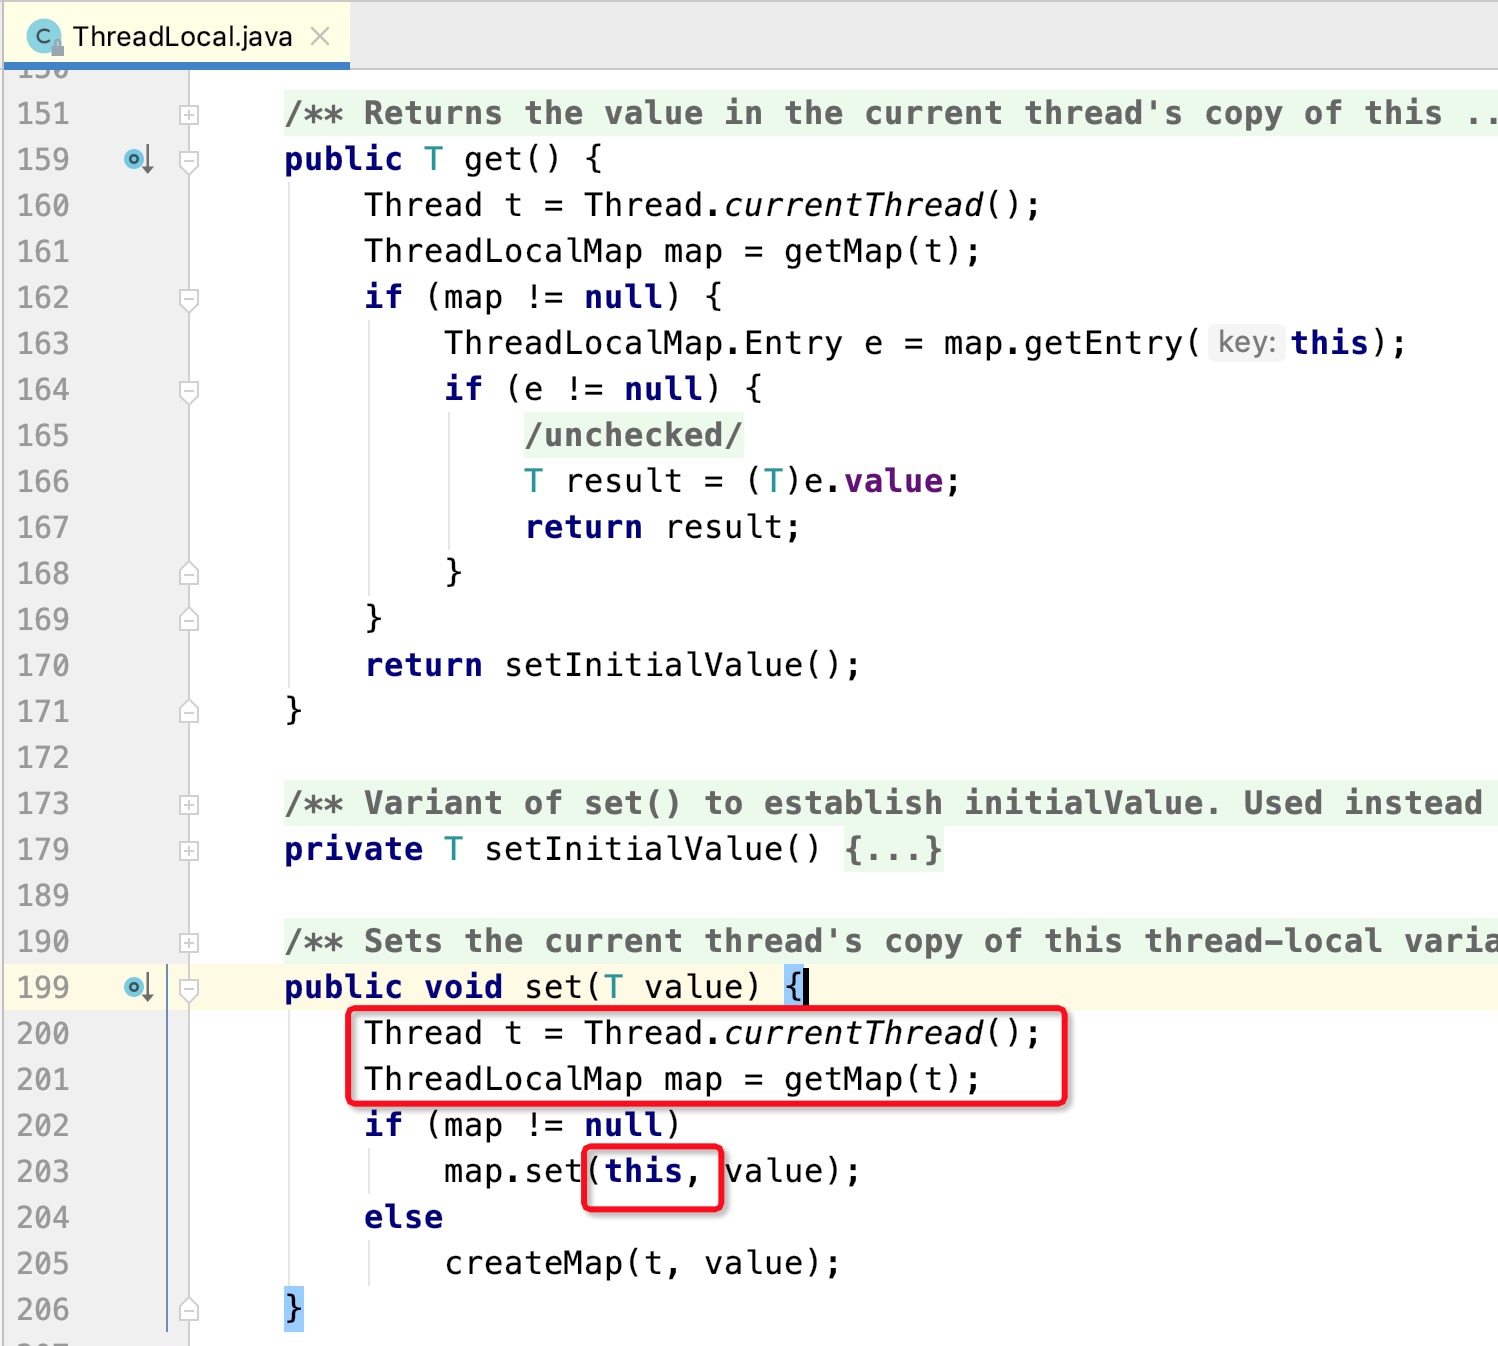 ThreadLocal.java
151 /** Returns the value in the current thread's copy of this ...
159 public T get() {
160 Thread t = Thread.currentThread();
161 ThreadLocalMap map = getMap(t);
162 if (map != null) {
163 ThreadLocalMap.Entry e = map.getEntry( key: this);
164 if (e != null) {
165 /unchecked/
166 T result = (T)e.value;
167 return result;
168 }
169 }
170 return setInitialValue();
171 }
172
173 /** Variant of set() to establish initialValue. Used instead
179 private T setInitialValue() {...}
189
190 /** Sets the current thread's copy of this thread-local varia
199 public void set(T value) {
200 Thread t = Thread.currentThread();
201 ThreadLocalMap map = getMap(t);
202 if (map != null)
203 map.set(this, value);
204 else
205 createMap(t, value);
206 }